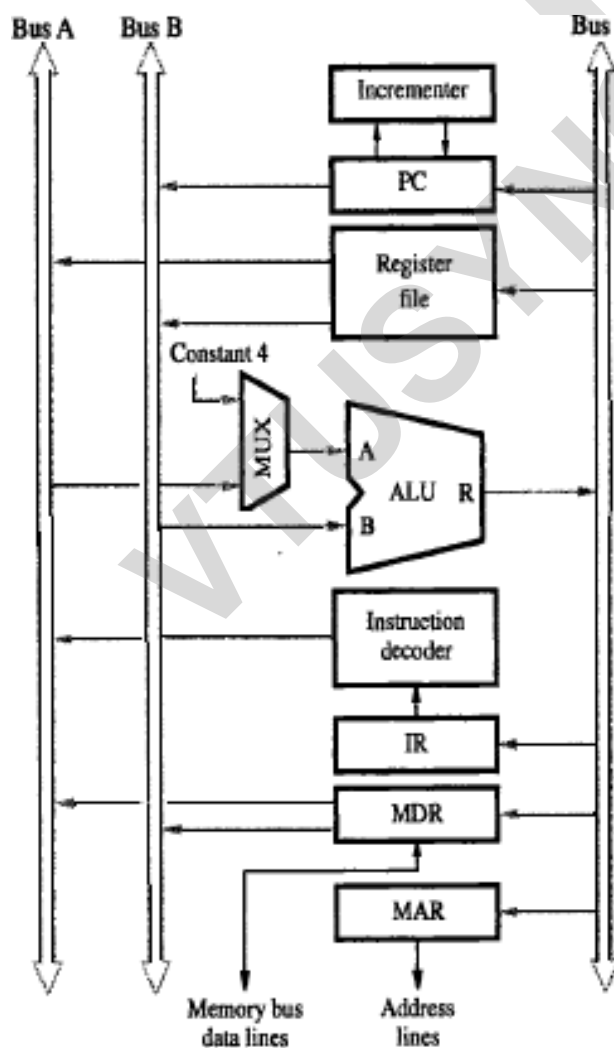 Bus A
Bus B
Bus
Incrementer
PC
Register
file
Constant 4
MUX
A
ALU
R
B
Instruction
decoder
IR
MDR
MAR
Memory bus
data lines
Address
lines
VTUSYN